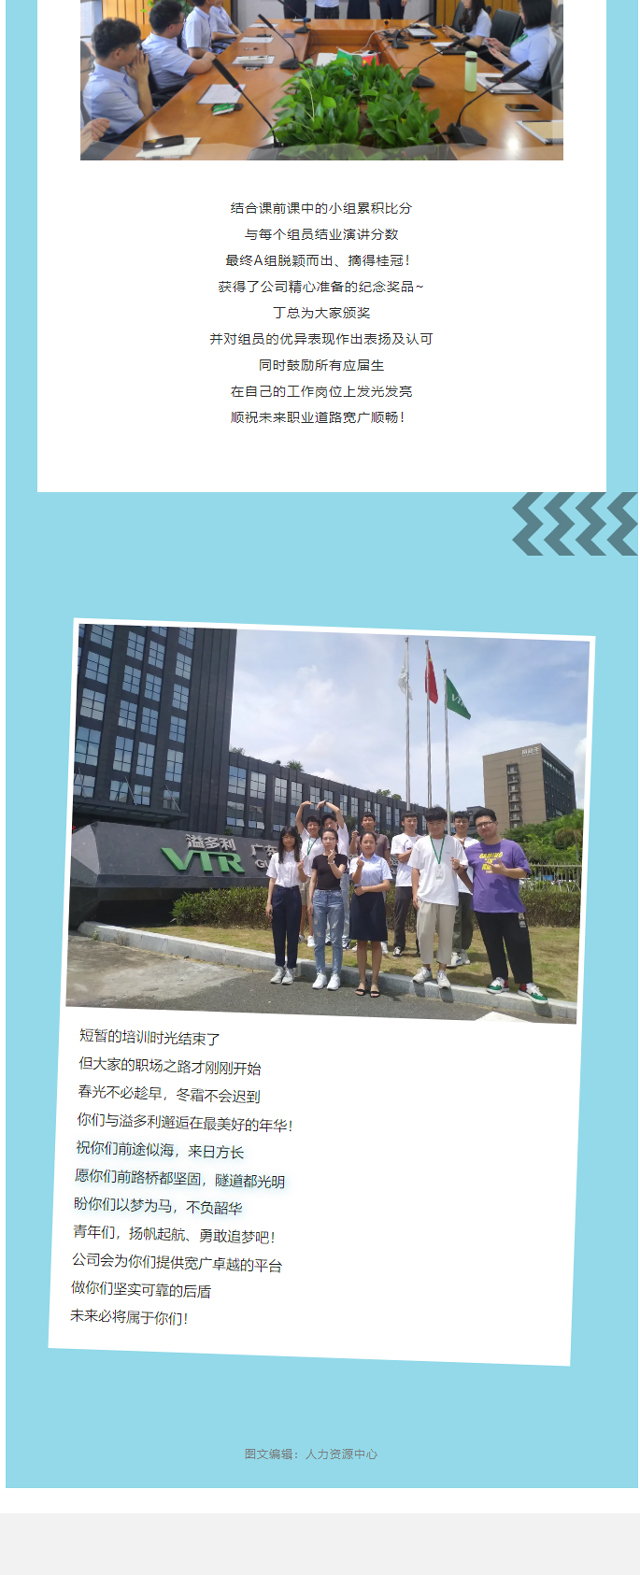 结合课前课中的小组累积比分
与每个组员结业演讲分数
最终A组脱颖而出、摘得桂冠！
获得了公司精心准备的纪念奖品~
丁总为大家颁奖
并对组员的优异表现作出表扬及认可
同时鼓励所有应届生
在自己的工作岗位上发光发亮
顺祝未来职业道路宽广顺畅！
VTR
溢多利 广东
VTR GU
短暂的培训时光结束了
但大家的职场之路才刚刚开始
春光不必趁早，冬霜不会迟到
你们与溢多利邂逅在最美好的年华！
祝你们前途似海，来日方长
愿你们前路桥都坚固，隧道都光明
盼你们以梦为马，不负韶华
青年们，扬帆起航、勇敢追梦吧！
公司会为你们提供宽广卓越的平台
做你们坚实可靠的后盾
未来必将属于你们！
图文编辑：人力资源中心